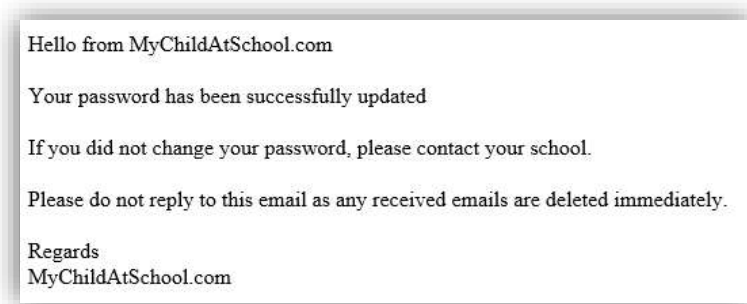 Hello from MyChildAtSchool.com
Your password has been successfully updated
If you did not change your password, please contact your school.
Please do not reply to this email as any received emails are deleted immediately.
Regards
MyChildAtSchool.com